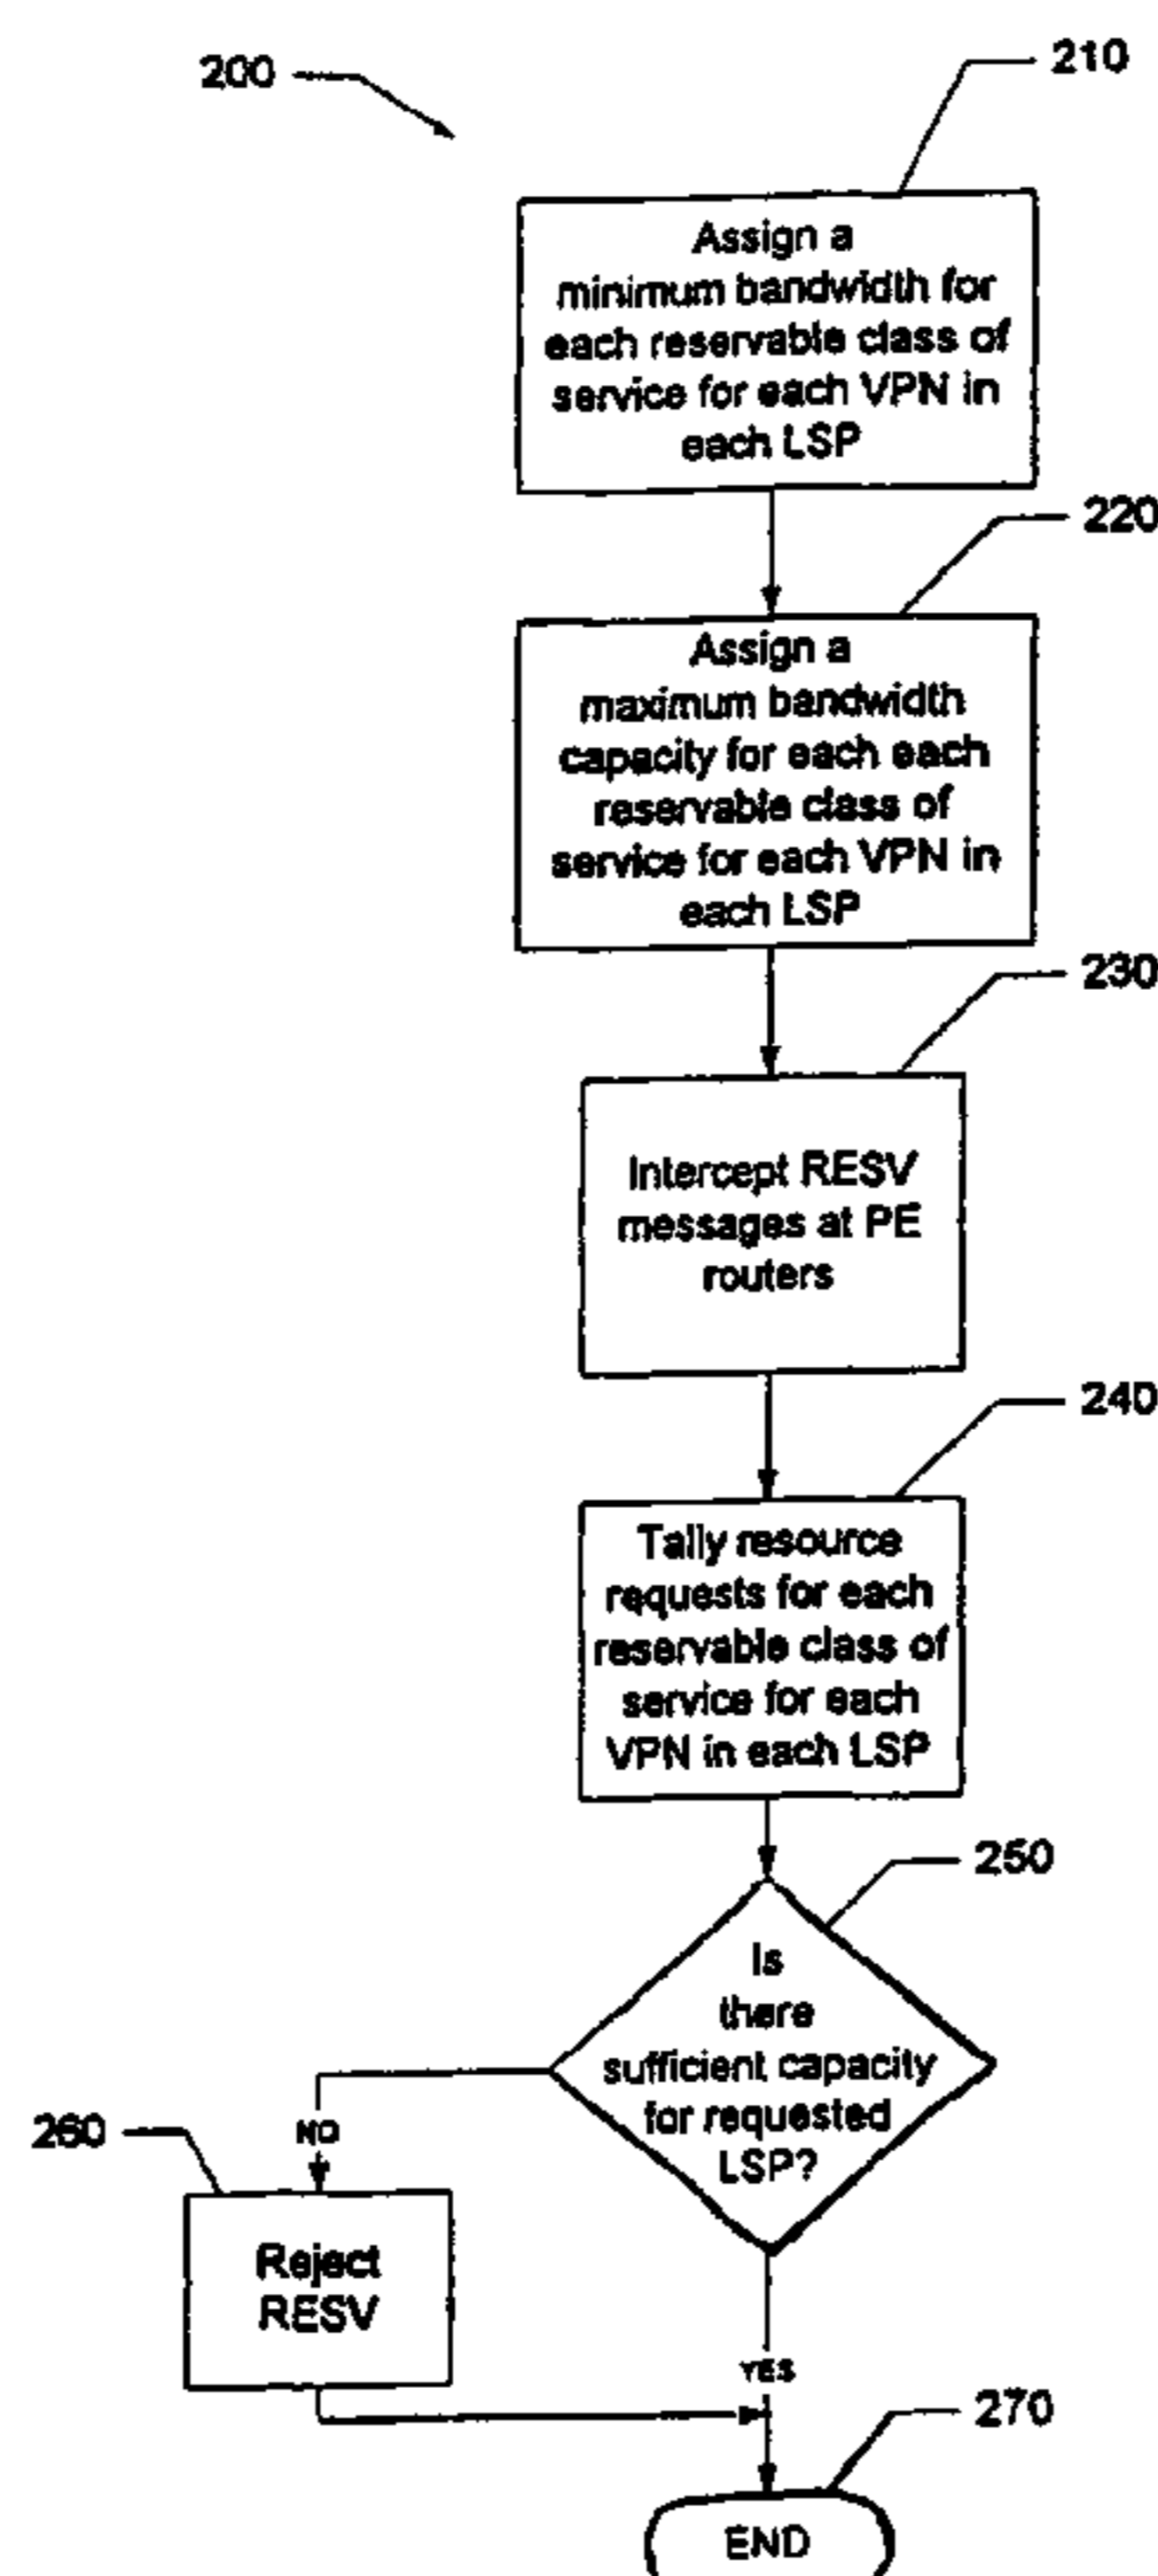 200
210
Assign a
minimum bandwidth for
each reservable class of
service for each VPN in
each LSP
220
Assign a
maximum bandwidth
capacity for each each
reservable class of
service for each VPN in
each LSP
230
Intercept RESV
messages at PE
routers
240
Tally resource
requests for each
reservable class of
service for each
VPN in each LSP
250
Is
there
sufficient capacity
for requested
LSP?
260
NO
Reject
RESV
YES
270
END